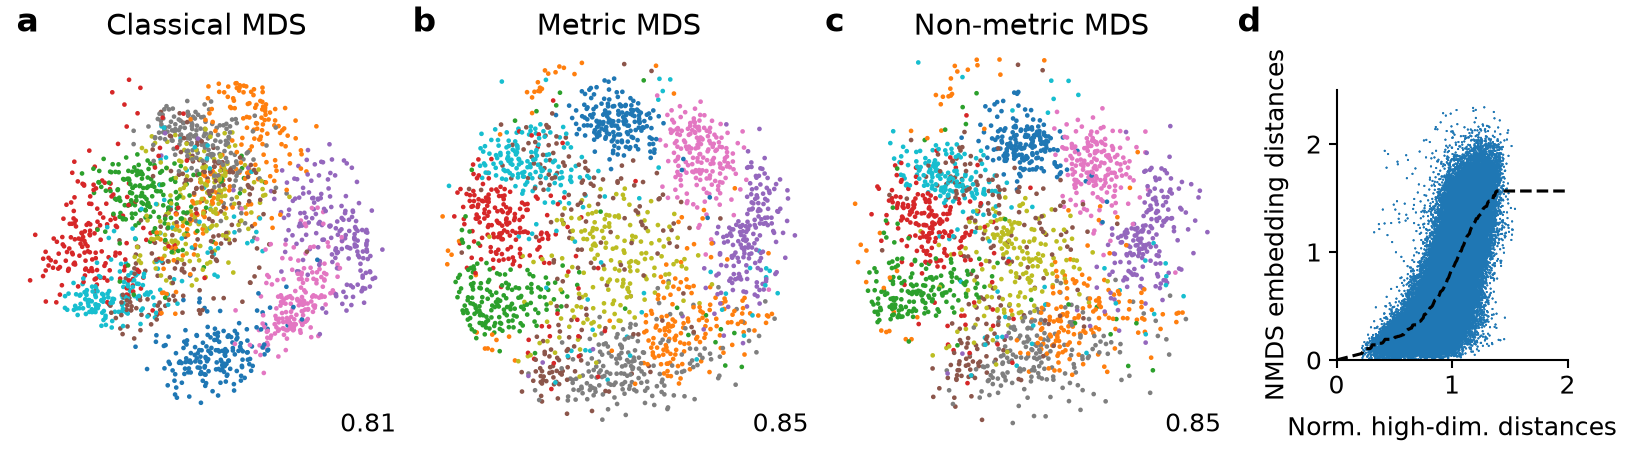 a
Classical MDS
0.81
b
Metric MDS
0.85
c
Non-metric MDS
0.85
d
NMDS embedding distances
2
1
0
0 1 2
Norm. high-dim. distances